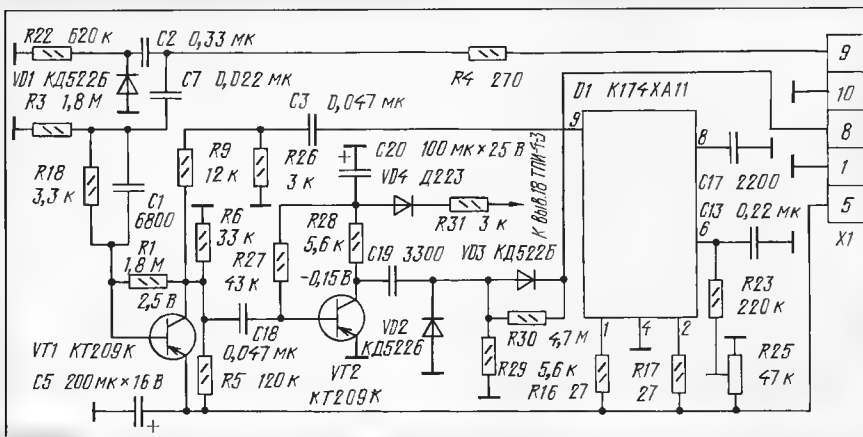 R22 620 к C2 0,33 мк
9
VD1 КД522Б C7 0,022 мк R4 270
R3 1,8 М C3 0,047 мк D1 К174ХА11
10
9
8
8
R18 3,3 к
R9 12 к
R26 3 к
C20 100 мк × 25 В
+
VD4 Д223
К выв.18 ТПИ-4-3
C17 2200
1
C1 6800
R6 33 к
R28 5,6 к
R31 3 к
C13 0,22 мк
5
6
R1 1,8 М
R27 43 к
C19 3300
VD3 КД522Б
X1
2,5 В
-0,15 В
R23 220 к
VT1 КТ209К
C18 0,047 мк
VD2 КД522Б
R30 4,7 М
1 4 2
R25 47 к
C5 200 мк × 16 В
+
R5 120 к
VT2 КТ209К
R29 5,6 к
R16 27
R17 27